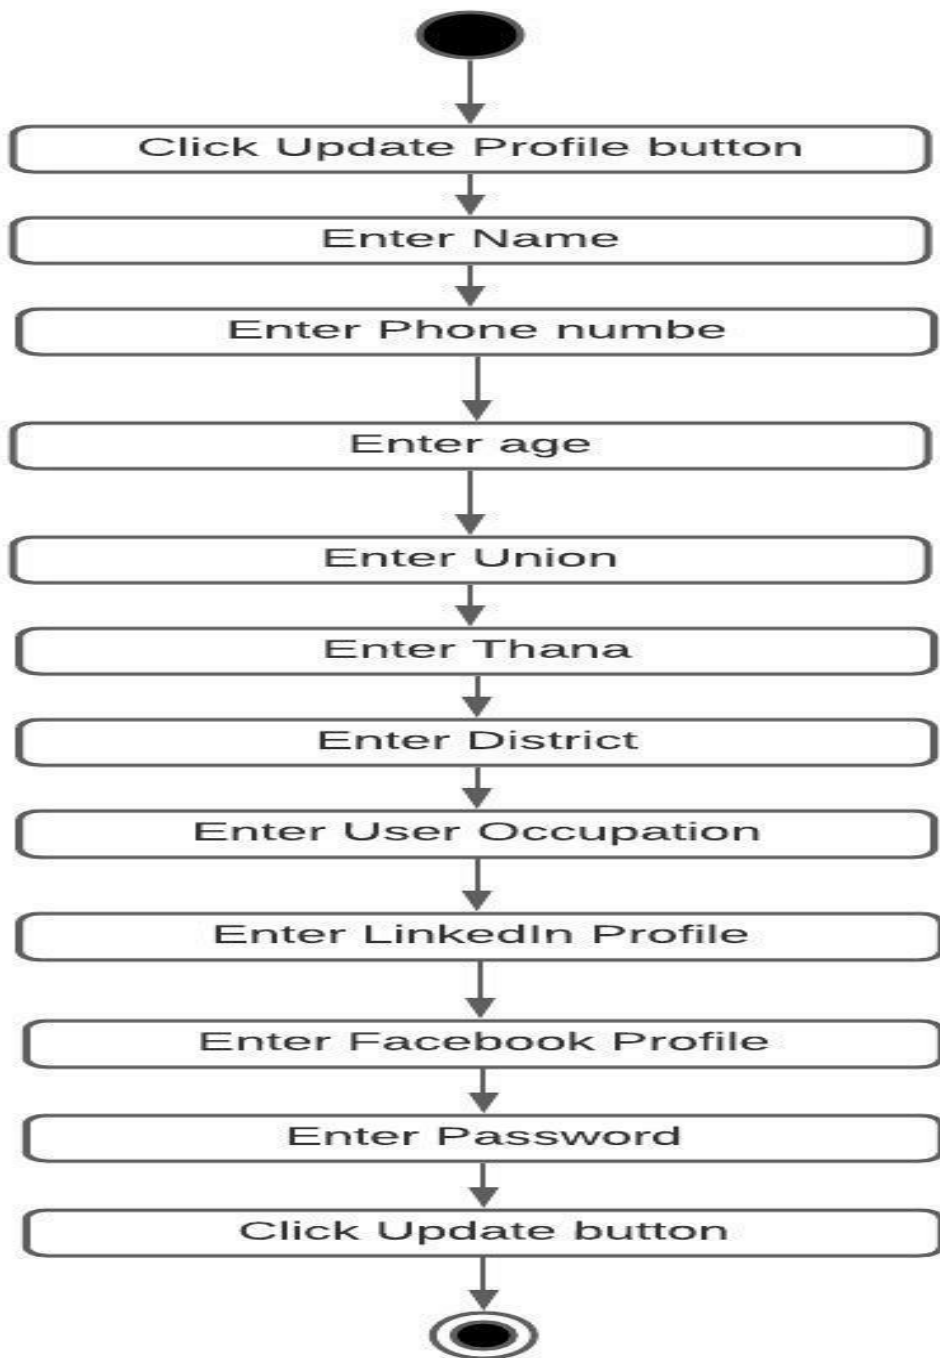 Click Update Profile button
Enter Name
Enter Phone numbe
Enter age
Enter Union
Enter Thana
Enter District
Enter User Occupation
Enter LinkedIn Profile
Enter Facebook Profile
Enter Password
Click Update button